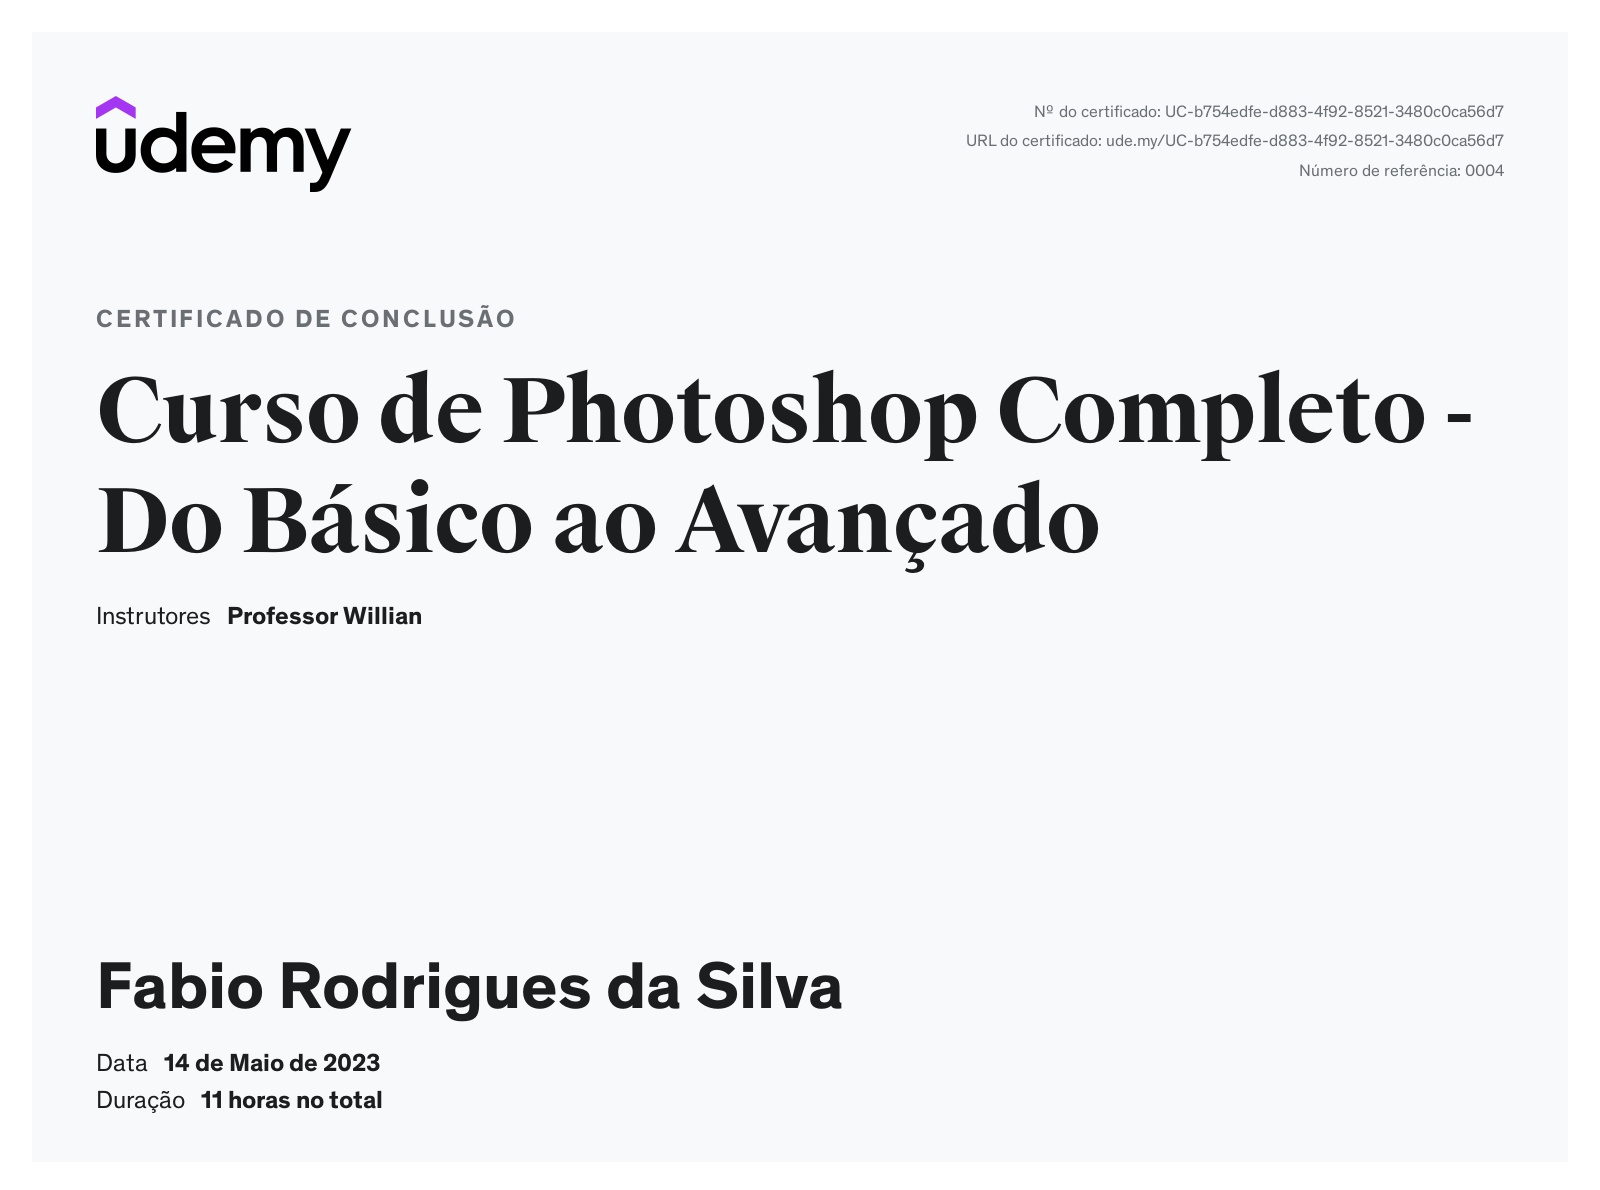 udemy
Nº do certificado: UC-b754edfe-d883-4f92-8521-3480c0ca56d7
URL do certificado: ude.my/UC-b754edfe-d883-4f92-8521-3480c0ca56d7
Número de referência: 0004
CERTIFICADO DE CONCLUSÃO
Curso de Photoshop Completo -
Do Básico ao Avançado
Instrutores Professor Willian
Fabio Rodrigues da Silva
Data 14 de Maio de 2023
Duração 11 horas no total